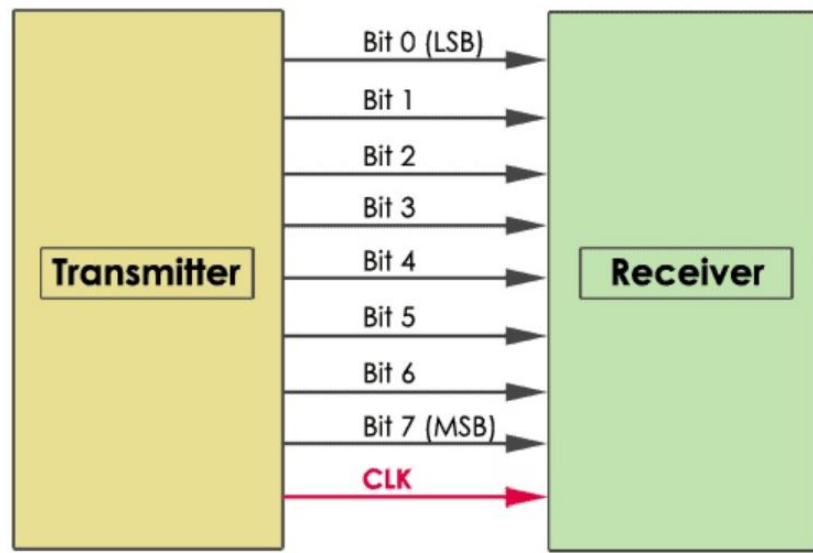 Bit 0 (LSB)
Bit 1
Bit 2
Bit 3
Transmitter
Bit 4
Receiver
Bit 5
Bit 6
Bit 7 (MSB)
CLK